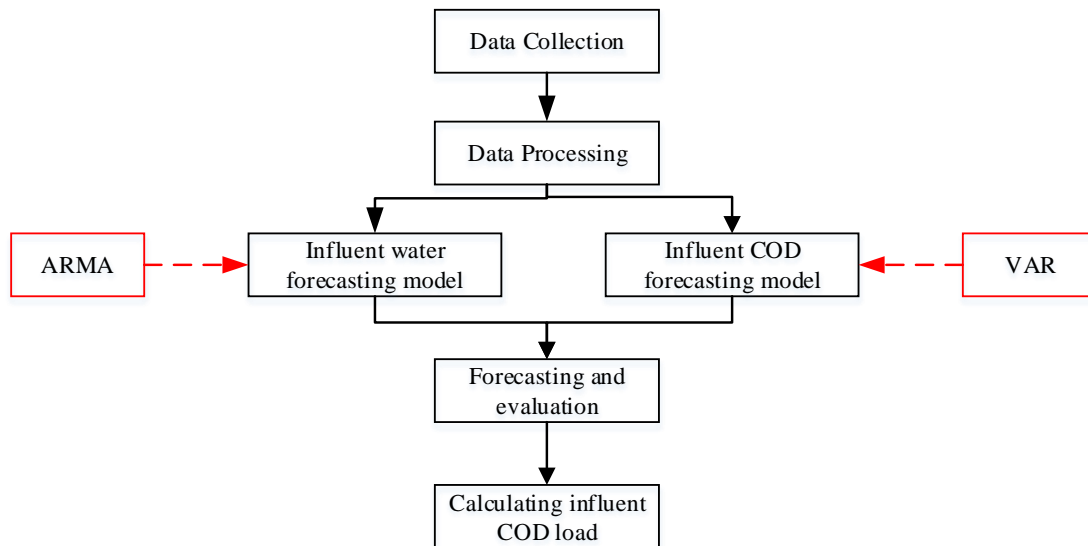 Data Collection
Data Processing
ARMA
Influent water
forecasting model
Influent COD
forecasting model
VAR
Forecasting and
evaluation
Calculating influent
COD load